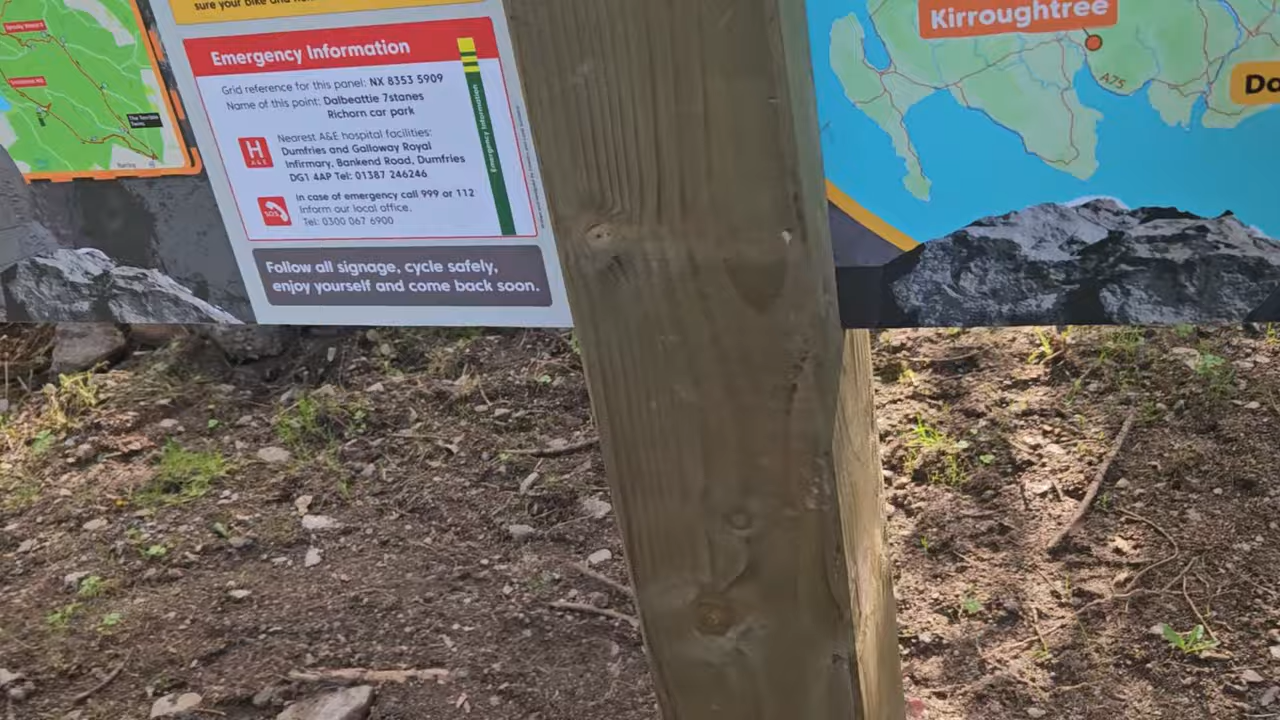 sure your bike and
Emergency Information
Grid reference for this panel: NX 8353 5909
Name of this point: Dalbeattie 7stanes
Richorn car park
H
A&E
Nearest A&E hospital facilities:
Dumfries and Galloway Royal
Infirmary, Bankend Road, Dumfries
DG1 4AP Tel: 01387 246246
SOS
In case of emergency call 999 or 112
Inform our local office.
Tel: 0300 067 6900
Emergency Information
Follow all signage, cycle safely,
enjoy yourself and come back soon.
The Terrible
Twins
Kirroughtree
A75
Da